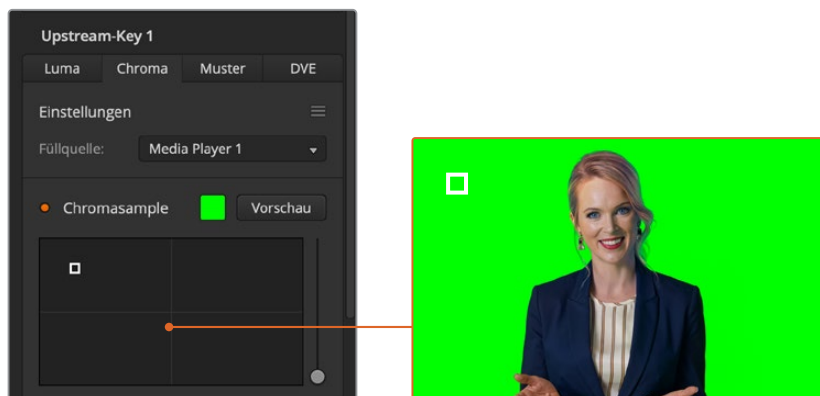 Upstream-Key 1
Luma Chroma Muster DVE
Einstellungen
Füllquelle: Media Player 1
Chromasample Vorschau